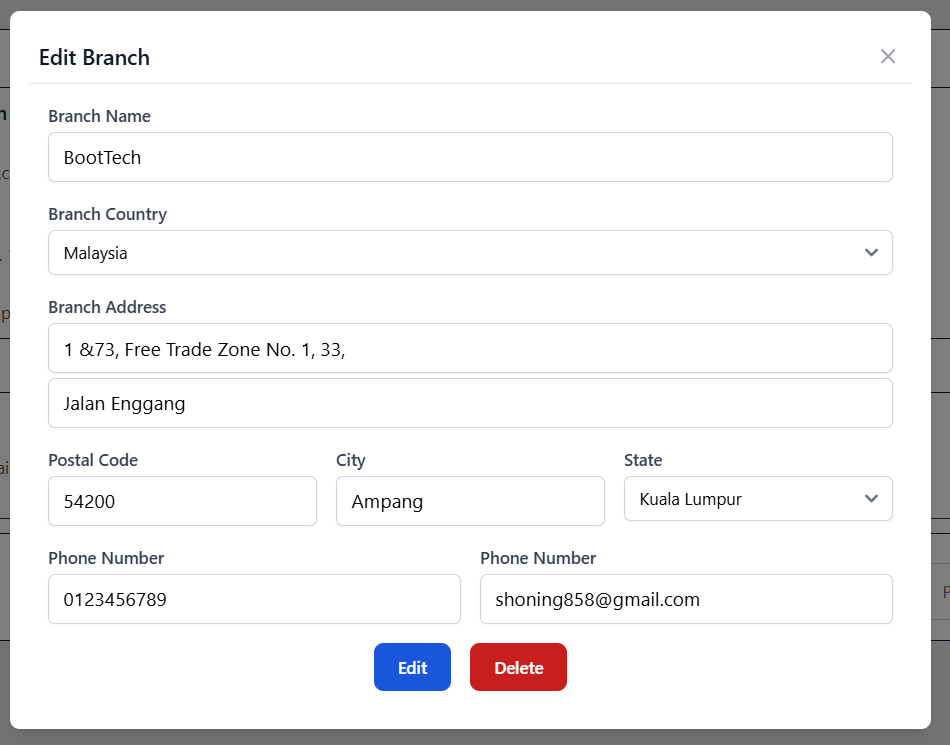 Edit Branch
Branch Name
BootTech
Branch Country
Malaysia
Branch Address
1 &73, Free Trade Zone No. 1, 33,
Jalan Enggang
Postal Code
City
State
54200
Ampang
Kuala Lumpur
Phone Number
Phone Number
0123456789
shoning858@gmail.com
Edit
Delete